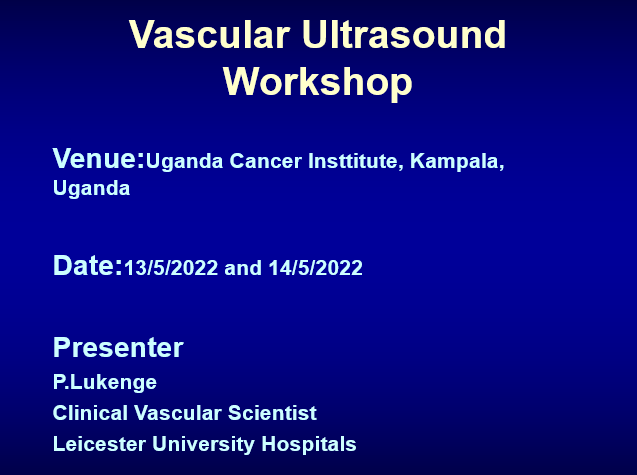 Vascular Ultrasound
Workshop
Venue:Uganda Cancer Insttitute, Kampala,
Uganda
Date:13/5/2022 and 14/5/2022
Presenter
P.Lukenge
Clinical Vascular Scientist
Leicester University Hospitals